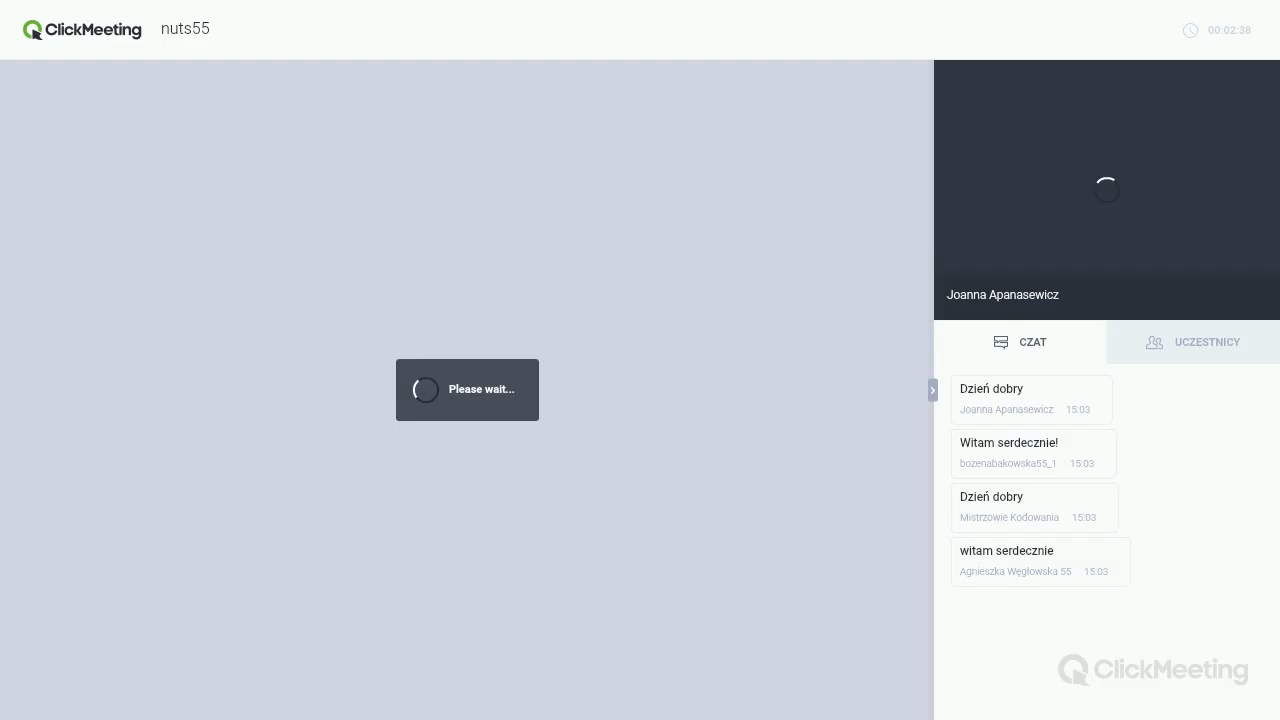 ClickMeeting nuts55
00:02:38
Joanna Apanasewicz
CZAT
UCZESTNICY
Please wait...
Dzień dobry
Joanna Apanasewicz 15:03
Witam serdecznie!
bozenabakowska55_1 15:03
Dzień dobry
Mistrzowie Kodowania 15:03
witam serdecznie
Agnieszka Węgłowska 55 15:03
ClickMeeting